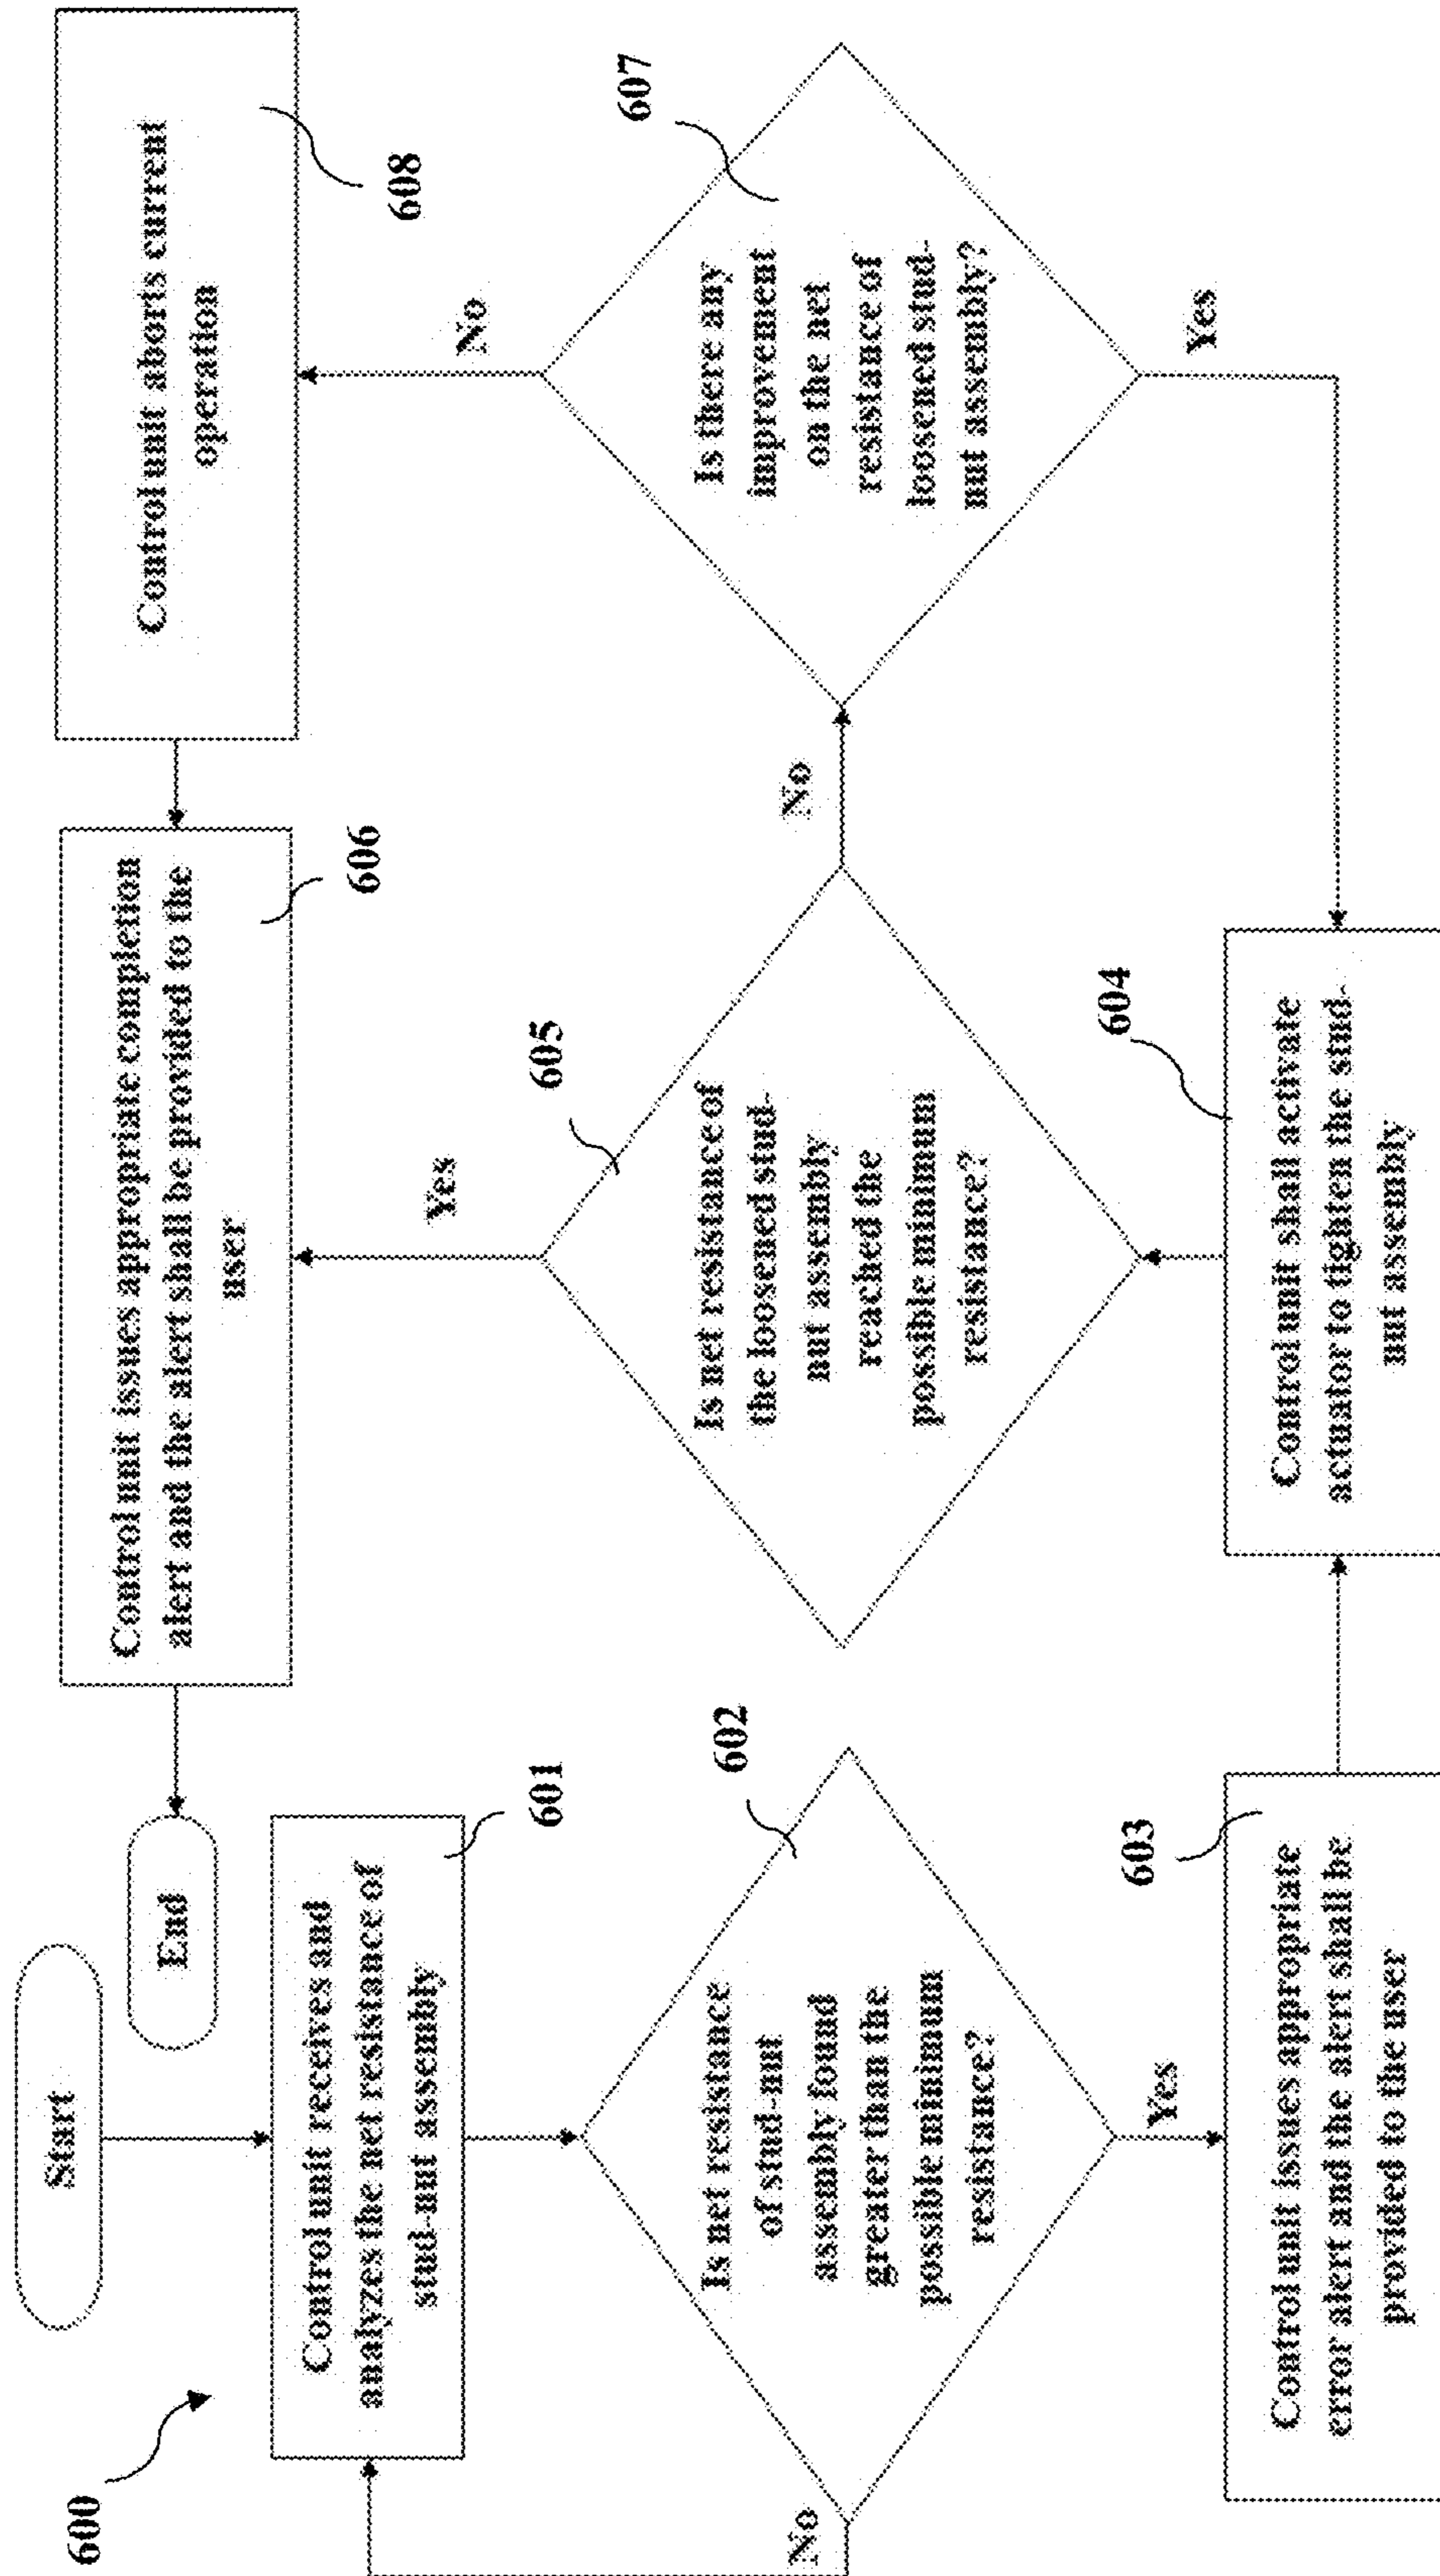 600
Start
Control unit receives and
analyzes the net resistance of
stud-nut assembly
601
Is net resistance
of stud-nut
assembly found
greater than the
possible minimum
resistance?
602
No
Yes
Control unit issues appropriate
error alert and the alert shall be
provided to the user
603
Control unit shall activate
actuator to tighten the stud-
nut assembly
604
Is net resistance of
the loosened stud-
nut assembly
reached the
possible minimum
resistance?
605
Yes
No
Control unit issues appropriate completion
alert and the alert shall be provided to the
user
606
End
Is there any
improvement
on the net
resistance of
loosened stud-
nut assembly?
607
No
Yes
Control unit aborts current
operation
608